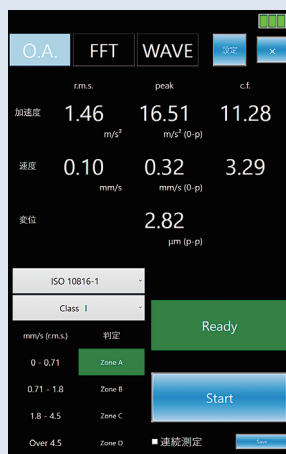 O.A. FFT WAVE 設定 ×
r.m.s. peak c.f.
加速度 1.46 16.51 11.28
m/s² m/s² (0-p)
速度 0.10 0.32 3.29
mm/s mm/s (0-p)
変位 2.82
μm (p-p)
ISO 10816-1
Class Ⅰ
Ready
mm/s (r.m.s.) 判定
0 - 0.71 Zone A
0.71 - 1.8 Zone B
Start
1.8 - 4.5 Zone C
Over 4.5 Zone D ■連続測定 Save